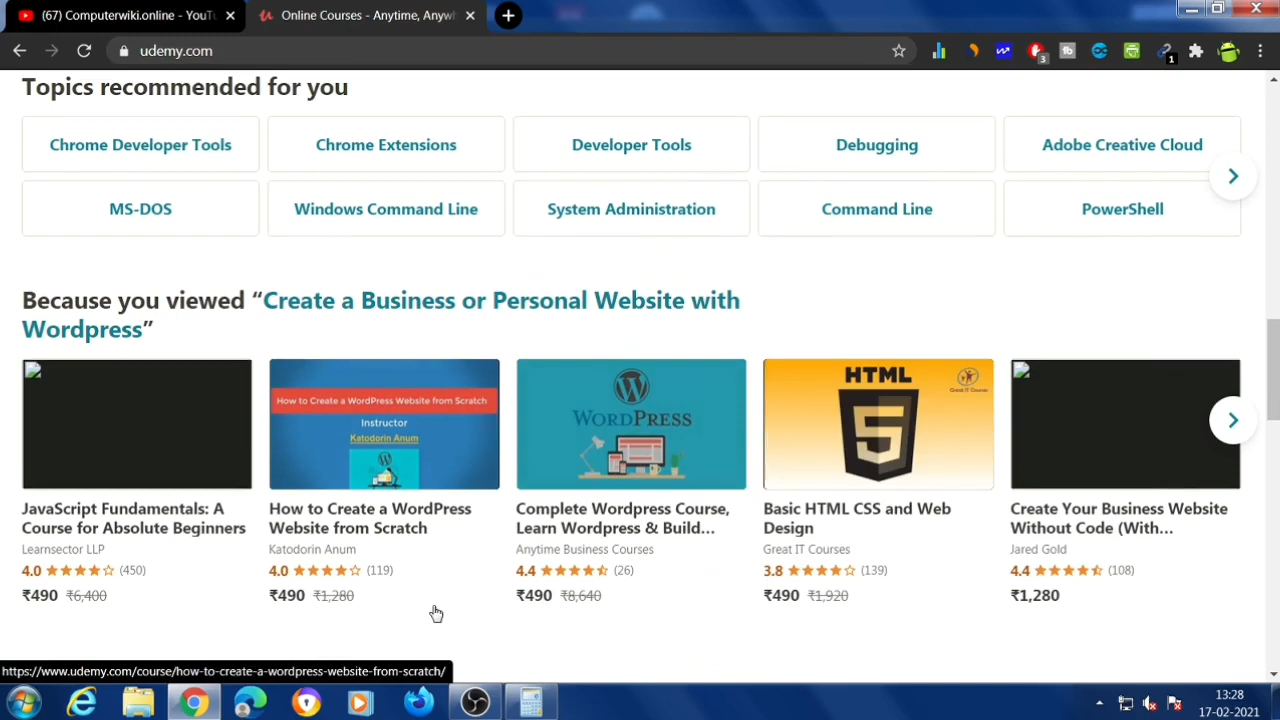 (67) Computerwiki.online - YouTu
Online Courses - Anytime, Anywh
udemy.com
3
1
Topics recommended for you
Chrome Developer Tools
Chrome Extensions
Developer Tools
Debugging
Adobe Creative Cloud
MS-DOS
Windows Command Line
System Administration
Command Line
PowerShell
Because you viewed “Create a Business or Personal Website with
Wordpress”
How to Create a WordPress Website from Scratch
Instructor
Katodorin Anum
WORDPRESS
HTML
5
Great IT Courses
JavaScript Fundamentals: A
Course for Absolute Beginners
Learnsector LLP
4.0 (450)
₹490 ₹6,400
How to Create a WordPress
Website from Scratch
Katodorin Anum
4.0 (119)
₹490 ₹1,280
Complete Wordpress Course,
Learn Wordpress & Build...
Anytime Business Courses
4.4 (26)
₹490 ₹8,640
Basic HTML CSS and Web
Design
Great IT Courses
3.8 (139)
₹490 ₹1,920
Create Your Business Website
Without Code (With...
Jared Gold
4.4 (108)
₹1,280
https://www.udemy.com/course/how-to-create-a-wordpress-website-from-scratch/
13:28
17-02-2021